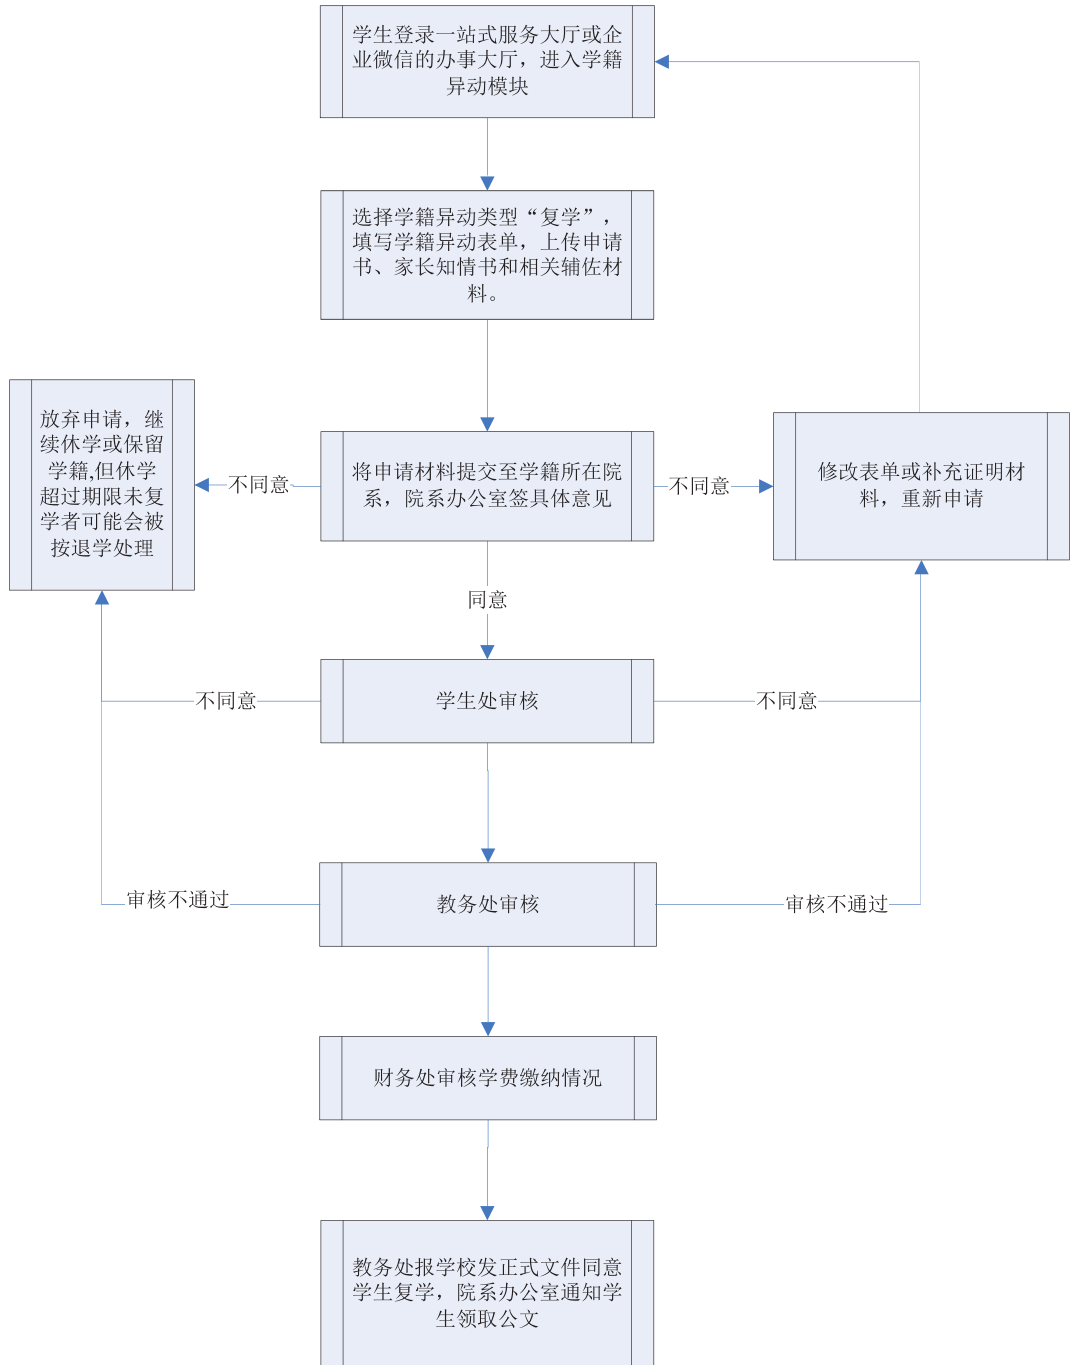 学生登录一站式服务大厅或企
业微信的办事大厅，进入学籍
异动模块
选择学籍异动类型“复学”，
填写学籍异动表单，上传申请
书、家长知情书和相关辅佐材
料。
放弃申请，继
续休学或保留
学籍,但休学
超过期限未复
学者可能会被
按退学处理
不同意
将申请材料提交至学籍所在院
系，院系办公室签具体意见
不同意
修改表单或补充证明材
料，重新申请
同意
不同意
学生处审核
不同意
审核不通过
教务处审核
审核不通过
财务处审核学费缴纳情况
教务处报学校发正式文件同意
学生复学，院系办公室通知学
生领取公文